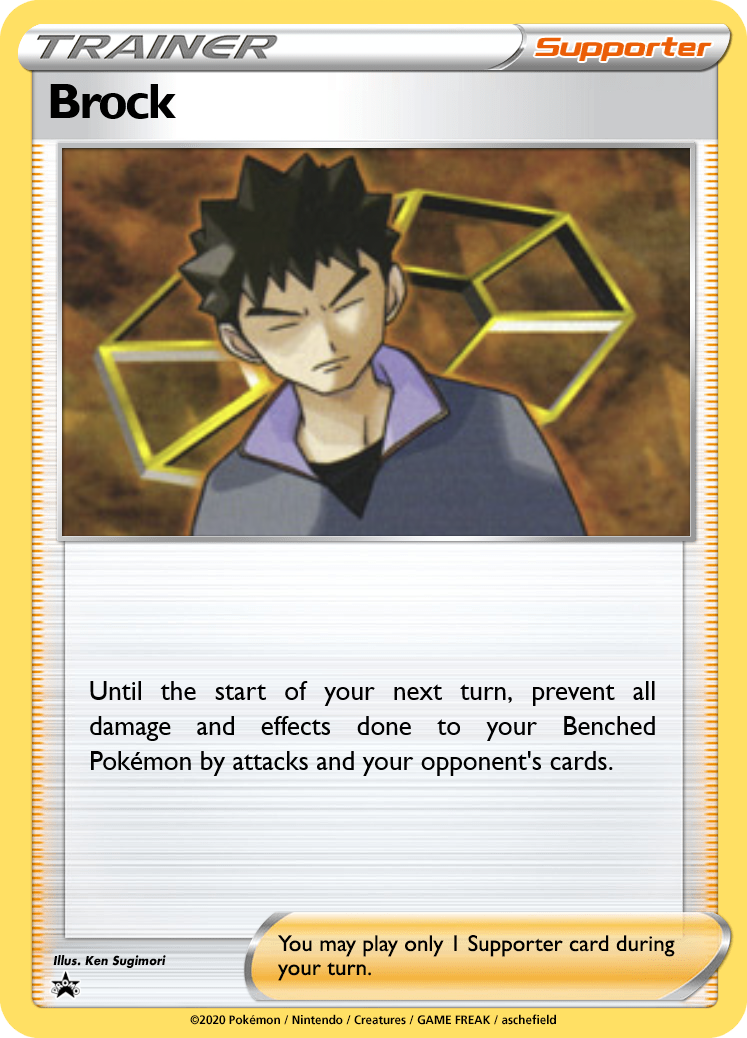 TRAINER
Supporter
Brock
Until the start of your next turn, prevent all
damage and effects done to your Benched
Pokémon by attacks and your opponent's cards.
You may play only 1 Supporter card during
your turn.
Illus. Ken Sugimori
PROMO
©2020 Pokémon / Nintendo / Creatures / GAME FREAK / aschefield